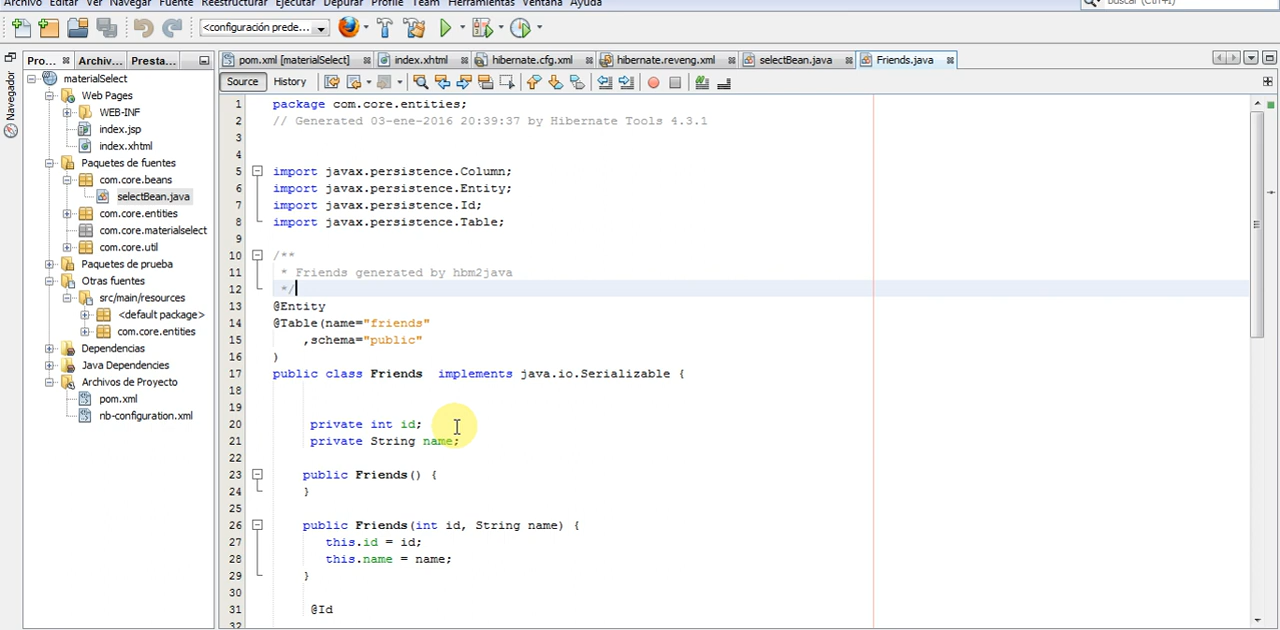 Archivo Editar Ver Navegar Fuente Reestructurar Ejecutar Depurar Profile Team Herramientas Ventana Ayuda
Buscar (Ctrl+I)
<configuración prede...
Pro... Archiv... Presta...
pom.xml [materialSelect] index.xhtml hibernate.cfg.xml hibernate.reveng.xml selectBean.java Friends.java
Navegador
Source History
materialSelect
Web Pages
WEB-INF
index.jsp
index.xhtml
Paquetes de fuentes
com.core.beans
selectBean.java
com.core.entities
com.core.materialselect
com.core.util
Paquetes de prueba
Otras fuentes
src/main/resources
<default package>
com.core.entities
Dependencias
Java Dependencies
Archivos de Proyecto
pom.xml
nb-configuration.xml
1 package com.core.entities;
2 // Generated 03-ene-2016 20:39:37 by Hibernate Tools 4.3.1
3
4
5 import javax.persistence.Column;
6 import javax.persistence.Entity;
7 import javax.persistence.Id;
8 import javax.persistence.Table;
9
10 /**
11 * Friends generated by hbm2java
12 */
13 @Entity
14 @Table(name="friends"
15 ,schema="public"
16 )
17 public class Friends implements java.io.Serializable {
18
19
20 private int id;
21 private String name;
22
23 public Friends() {
24 }
25
26 public Friends(int id, String name) {
27 this.id = id;
28 this.name = name;
29 }
30
31 @Id
32